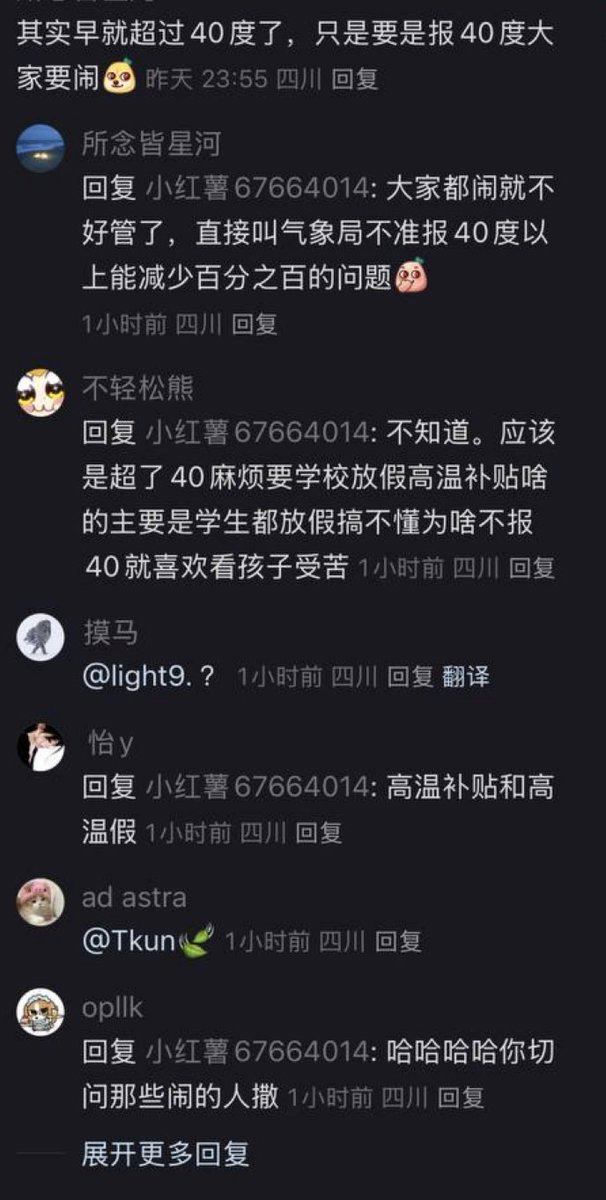 其实早就超过40度了，只是要是报40度大
家要闹 昨天 23:55 四川 回复
所念皆星河
回复 小红薯67664014: 大家都闹就不
好管了，直接叫气象局不准报40度以
上能减少百分之百的问题
1小时前 四川 回复
不轻松熊
回复 小红薯67664014: 不知道。应该
是超了40麻烦要学校放假高温补贴啥
的主要是学生都放假搞不懂为啥不报
40就喜欢看孩子受苦 1小时前 四川 回复
摸马
@light9. ? 1小时前 四川 回复 翻译
怡y
回复 小红薯67664014: 高温补贴和高
温假 1小时前 四川 回复
ad astra
@Tkun 1小时前 四川 回复
opllk
回复 小红薯67664014: 哈哈哈哈你切
问那些闹的人撒 1小时前 四川 回复
展开更多回复